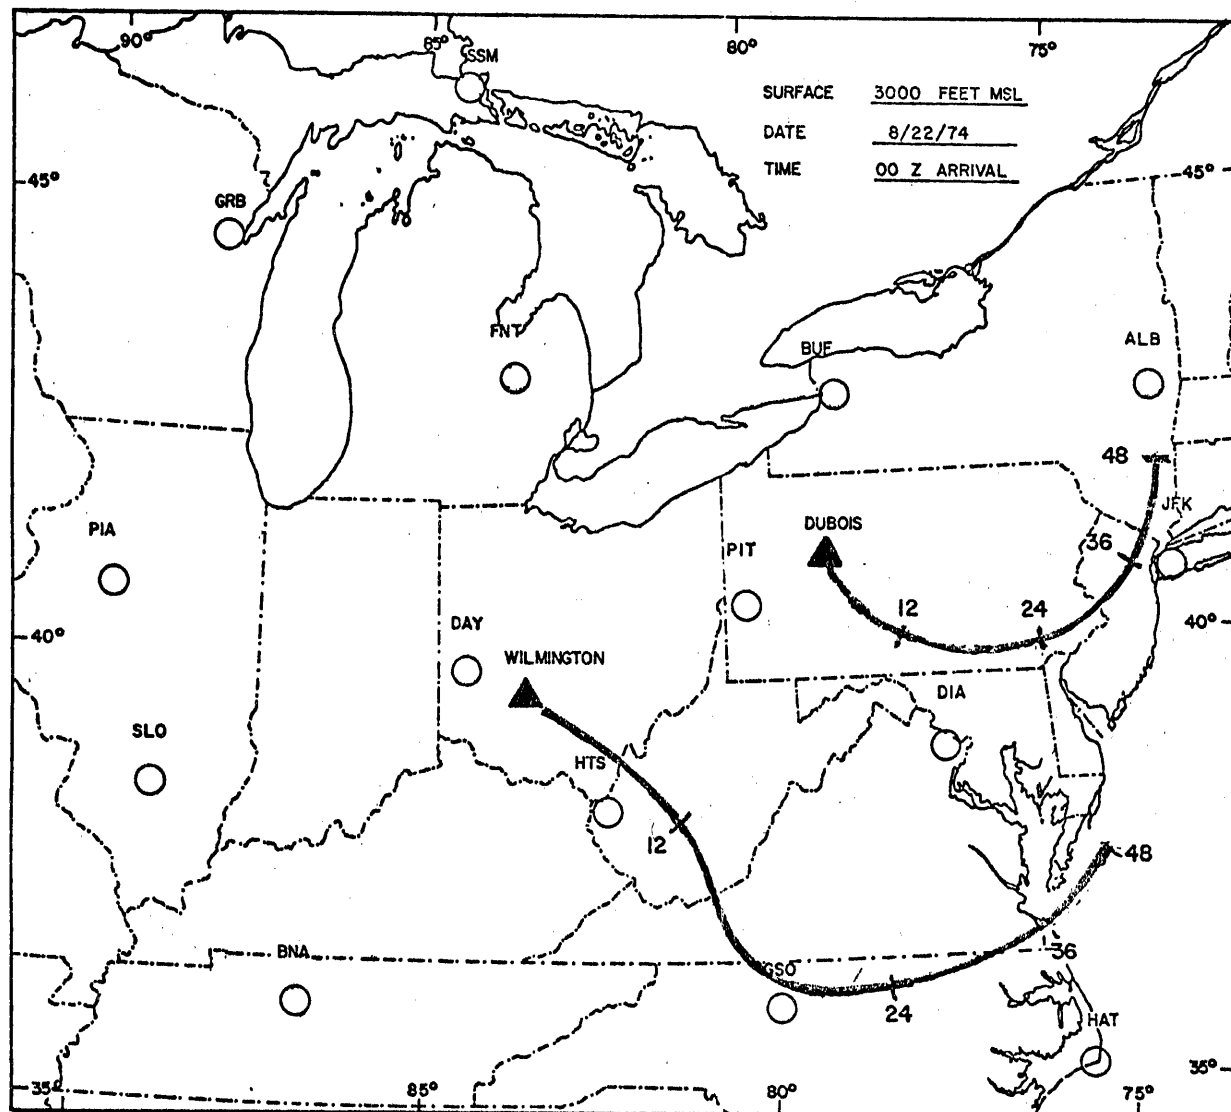 90°
85°
80°
75°
SSM
SURFACE 3000 FEET MSL
DATE 8/22/74
TIME 00 Z ARRIVAL
45°
45°
GRB
FNT
BUF
ALB
48
JFK
PIA
DUBOIS
PIT
36
12
24
40°
DAY
40°
WILMINGTON
DIA
SLO
HTS
12
48
BNA
36
GSO
24
HAT
35°
85°
80°
75°
35°